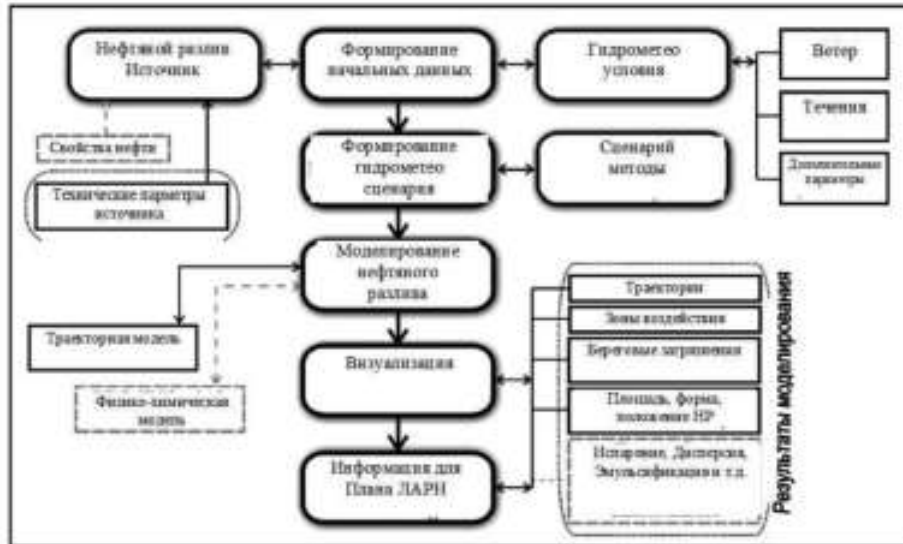 Нефтяной разлив
Источник
Формирование
начальных данных
Гидрометео
условия
Ветер
Течения
Дополнительные
параметры
Свойства нефти
Технические парметры
источника
Формирование
гидрометео
сценария
Сценарий
методы
Моделирование
нефтяного
разлива
Траекторная модель
Физико-химическая
модель
Визуализация
Информация для
Плана ЛАРН
Траектории
Зоны воздействия
Береговые загрязнения
Площадь, форма,
положение НР
Испарение, Дисперсия,
Эмульсификация и т.д.
Результаты моделирования